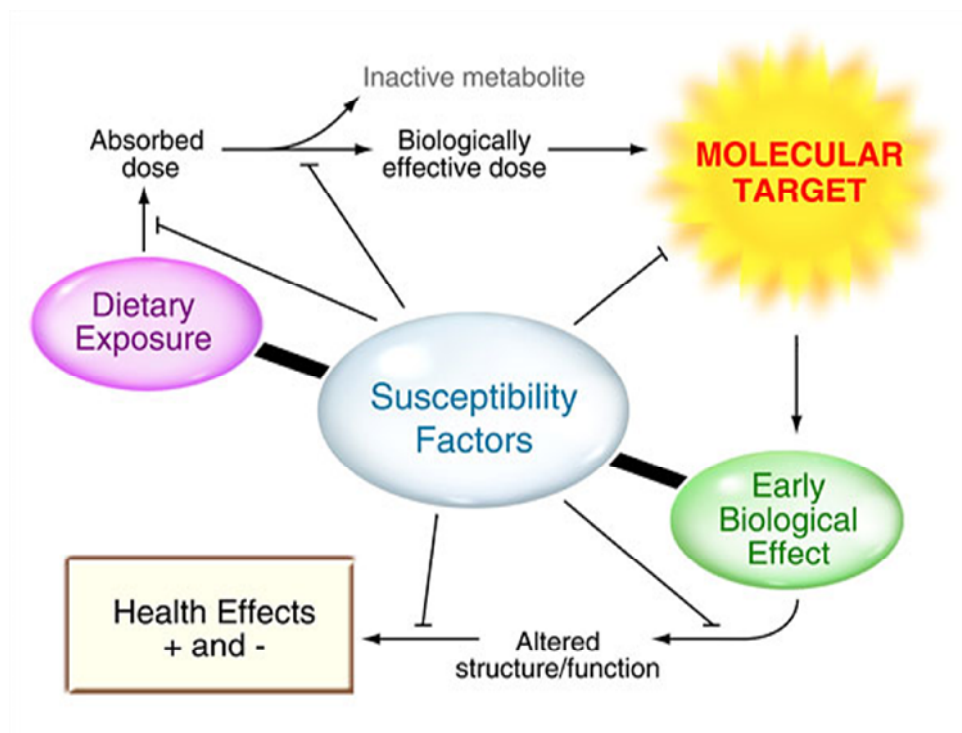 Inactive metabolite
Absorbed
dose
Biologically
effective dose
MOLECULAR
TARGET
Dietary
Exposure
Susceptibility
Factors
Early
Biological
Effect
Health Effects
+ and -
Altered
structure/function